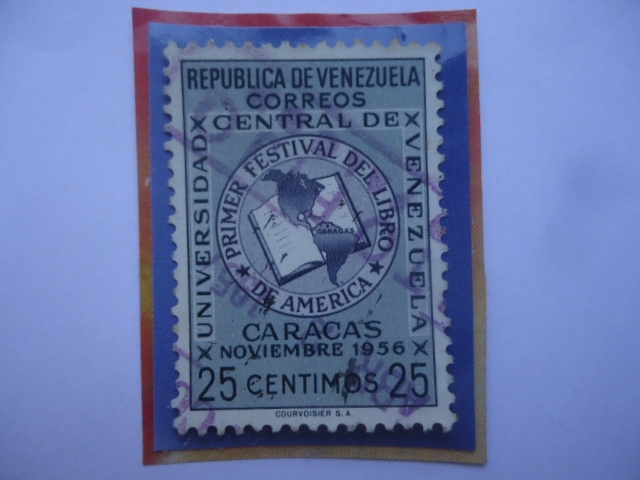 REPUBLICA DE VENEZUELA
CORREOS
UNIVERSIDAD
CENTRAL DE
VENEZUELA
PRIMER FESTIVAL DEL LIBRO
DE AMERICA
CARACAS
CARACAS
NOVIEMBRE 1956
25 CENTIMOS 25
COURVOISIER S. A.